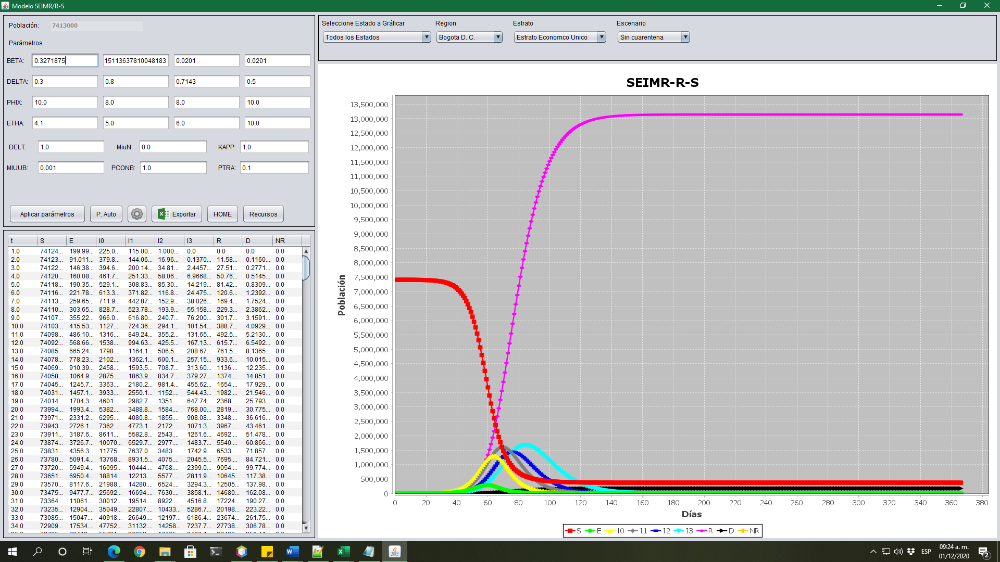 Modelo SEIMR/R-S
Población: 7413000
Parámetros
BETA: 0.3271875 15113637810048183 0.0201 0.0201
DELTA: 0.3 0.8 0.7143 0.5
PHIX: 10.0 8.0 8.0 10.0
ETHA: 4.1 5.0 6.0 10.0
DELT: 1.0 MiuN: 0.0 KAPP: 1.0
MIUUB: 0.001 PCONB: 1.0 PTRA: 0.1
Aplicar parámetros P. Auto Exportar HOME Recursos
t S E I0 I1 I2 I3 R D NR
1.0 74124... 199.99... 225.0... 115.00... 1.000... 0.0 0.0 0.0 0.0
2.0 74123... 91.011... 379.8... 144.06... 16.96... 0.1370... 11.58... 0.1160... 0.0
3.0 74122... 146.38... 394.6... 200.14... 34.81... 2.4457... 27.51... 0.2771... 0.0
4.0 74120... 160.08... 461.7... 251.33... 58.06... 6.9668... 50.76... 0.5145... 0.0
5.0 74118... 190.35... 529.1... 308.83... 85.30... 14.219... 81.42... 0.8309... 0.0
6.0 74116... 221.78... 613.3... 371.82... 116.8... 24.475... 120.6... 1.2392... 0.0
7.0 74113... 259.65... 711.9... 442.87... 152.9... 38.026... 169.4... 1.7524... 0.0
8.0 74110... 303.65... 828.7... 523.78... 193.9... 55.158... 229.3... 2.3862... 0.0
9.0 74107... 355.22... 966.0... 616.80... 240.7... 76.200... 301.7... 3.1591... 0.0
10.0 74103... 415.53... 1127.... 724.36... 294.1... 101.54... 388.7... 4.0929... 0.0
11.0 74098... 486.10... 1316.... 849.24... 355.2... 131.65... 492.5... 5.2130... 0.0
12.0 74092... 568.66... 1538.... 994.63... 425.5... 167.13... 615.7... 6.5492... 0.0
13.0 74085... 665.24... 1798.... 1164.1... 506.5... 208.67... 761.5... 8.1365... 0.0
14.0 74078... 778.23... 2102.... 1362.1... 600.1... 257.15... 933.6... 10.015... 0.0
15.0 74069... 910.39... 2458.... 1593.5... 708.7... 313.60... 1136.... 12.235... 0.0
16.0 74058... 1064.9... 2875.... 1863.9... 834.7... 379.27... 1374.... 14.851... 0.0
17.0 74045... 1245.7... 3363.... 2180.2... 981.4... 455.62... 1654.... 17.929... 0.0
18.0 74031... 1457.1... 3933.... 2550.1... 1152.... 544.43... 1982.... 21.546... 0.0
19.0 74014... 1704.3... 4601.... 2982.7... 1351.... 647.74... 2368.... 25.793... 0.0
20.0 73994... 1993.4... 5382.... 3488.8... 1584.... 768.00... 2819.... 30.775... 0.0
21.0 73971... 2331.2... 6295.... 4080.8... 1855.... 908.08... 3348.... 36.616... 0.0
22.0 73943... 2726.1... 7362.... 4773.1... 2172.... 1071.3... 3967.... 43.461... 0.0
23.0 73911... 3187.6... 8611.... 5582.8... 2543.... 1261.6... 4692.... 51.478... 0.0
24.0 73874... 3726.7... 10070... 6529.7... 2977.... 1483.7... 5540.... 60.866... 0.0
25.0 73831... 4356.3... 11775... 7637.0... 3483.... 1742.9... 6533.... 71.857... 0.0
26.0 73780... 5091.4... 13768... 8931.5... 4075.... 2045.5... 7695.... 84.721... 0.0
27.0 73720... 5949.4... 16095... 10444.... 4768.... 2399.0... 9054.... 99.774... 0.0
28.0 73651... 6950.4... 18814... 12213.... 5577.... 2811.9... 10645... 117.38... 0.0
29.0 73570... 8117.6... 21988... 14280.... 6524.... 3294.3... 12505... 137.98... 0.0
30.0 73475... 9477.7... 25692... 16694.... 7630.... 3858.1... 14680... 162.08... 0.0
31.0 73364... 11061.... 30012... 19514.... 8922.... 4516.8... 17224... 190.27... 0.0
32.0 73235... 12904.... 35049... 22807.... 10433... 5286.7... 20198... 223.22... 0.0
33.0 73085... 15047.... 40918... 26649.... 12197... 6186.4... 23674... 261.75... 0.0
34.0 72909... 17534.... 47752... 31132.... 14258... 7237.7... 27738... 306.78... 0.0
Seleccione Estado a Gráficar Region Estrato Escenario
Todos los Estados Bogota D. C. Estrato Economco Unico Sin cuarentena
SEIMR-R-S
13,500,000
13,000,000
12,500,000
12,000,000
11,500,000
11,000,000
10,500,000
10,000,000
9,500,000
9,000,000
8,500,000
8,000,000
7,500,000
7,000,000
6,500,000
6,000,000
5,500,000
5,000,000
4,500,000
4,000,000
3,500,000
3,000,000
2,500,000
2,000,000
1,500,000
1,000,000
500,000
0
Población
0 20 40 60 80 100 120 140 160 180 200 220 240 260 280 300 320 340 360 380
Días
S E I0 I1 I2 I3 R D NR
ESP
09:24 a. m.
01/12/2020
2